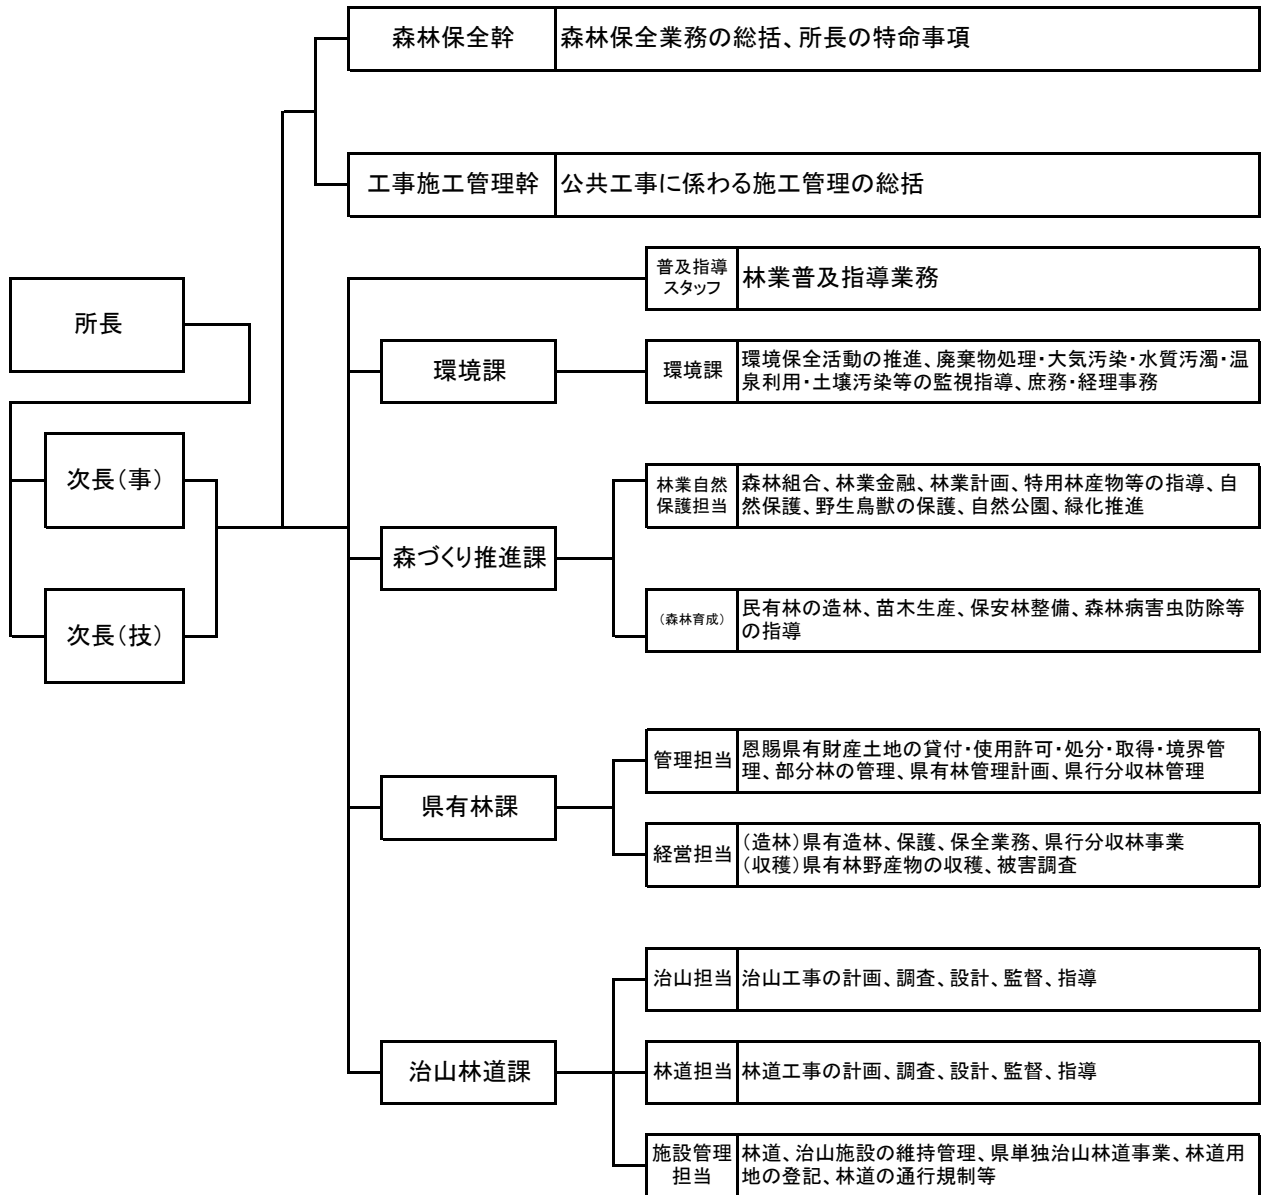 森林保全幹
森林保全業務の総括、所長の特命事項
工事施工管理幹
公共工事に係わる施工管理の総括
普及指導
スタッフ
林業普及指導業務
所長
環境課
環境課
環境保全活動の推進、廃棄物処理・大気汚染・水質汚濁・温
泉利用・土壌汚染等の監視指導、庶務・経理事務
次長（事）
林業自然
保護担当
森林組合、林業金融、林業計画、特用林産物等の指導、自
然保護、野生鳥獣の保護、自然公園、緑化推進
森づくり推進課
次長（技）
（森林育成）
民有林の造林、苗木生産、保安林整備、森林病害虫防除等
の指導
管理担当
恩賜県有財産土地の貸付・使用許可・処分・取得・境界管
理、部分林の管理、県有林管理計画、県行分収林管理
県有林課
経営担当
（造林）県有造林、保護、保全業務、県行分収林事業
（収穫）県有林野産物の収穫、被害調査
治山担当
治山工事の計画、調査、設計、監督、指導
治山林道課
林道担当
林道工事の計画、調査、設計、監督、指導
施設管理
担当
林道、治山施設の維持管理、県単独治山林道事業、林道用
地の登記、林道の通行規制等